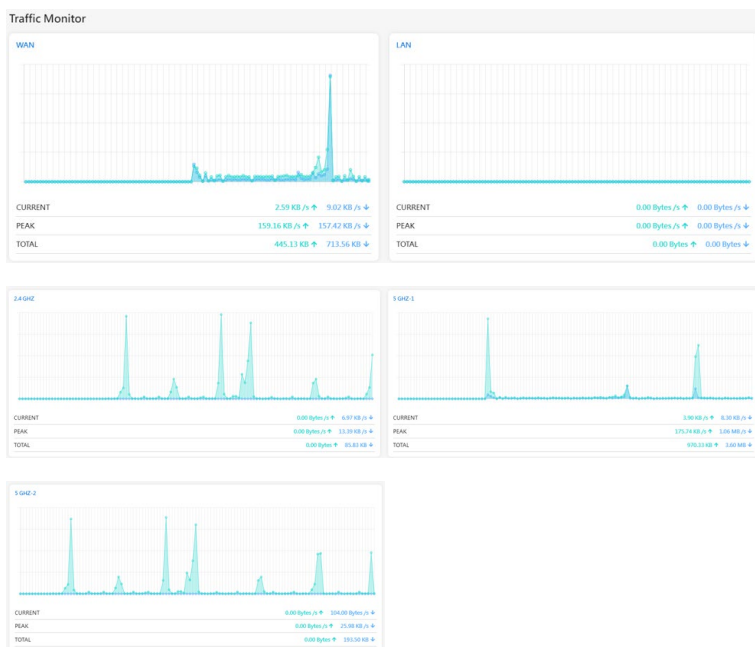 Traffic Monitor
WAN
CURRENT 2.59 KB /s ↑ 9.02 KB /s ↓
PEAK 159.16 KB /s ↑ 157.42 KB /s ↓
TOTAL 445.13 KB ↑ 713.56 KB ↓
LAN
CURRENT 0.00 Bytes /s ↑ 0.00 Bytes /s ↓
PEAK 0.00 Bytes /s ↑ 0.00 Bytes /s ↓
TOTAL 0.00 Bytes ↑ 0.00 Bytes ↓
2.4 GHZ
CURRENT 0.00 Bytes /s ↑ 6.97 KB /s ↓
PEAK 0.00 Bytes /s ↑ 13.39 KB /s ↓
TOTAL 0.00 Bytes ↑ 85.83 KB ↓
5 GHZ-1
CURRENT 3.90 KB /s ↑ 8.30 KB /s ↓
PEAK 175.74 KB /s ↑ 1.06 MB /s ↓
TOTAL 970.33 KB ↑ 3.60 MB ↓
5 GHZ-2
CURRENT 0.00 Bytes /s ↑ 104.00 Bytes /s ↓
PEAK 0.00 Bytes /s ↑ 25.98 KB /s ↓
TOTAL 0.00 Bytes ↑ 193.50 KB ↓